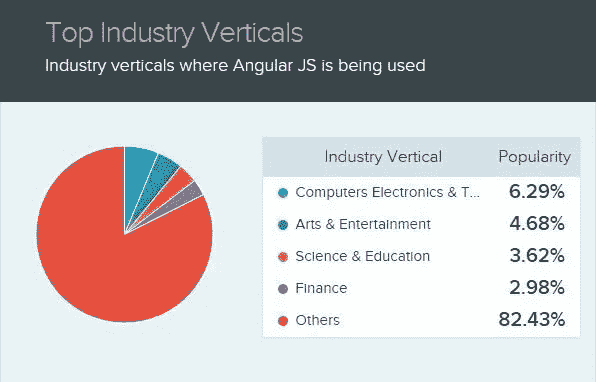 Top Industry Verticals
Industry verticals where Angular JS is being used
Industry Vertical Popularity
Computers Electronics & T... 6.29%
Arts & Entertainment 4.68%
Science & Education 3.62%
Finance 2.98%
Others 82.43%